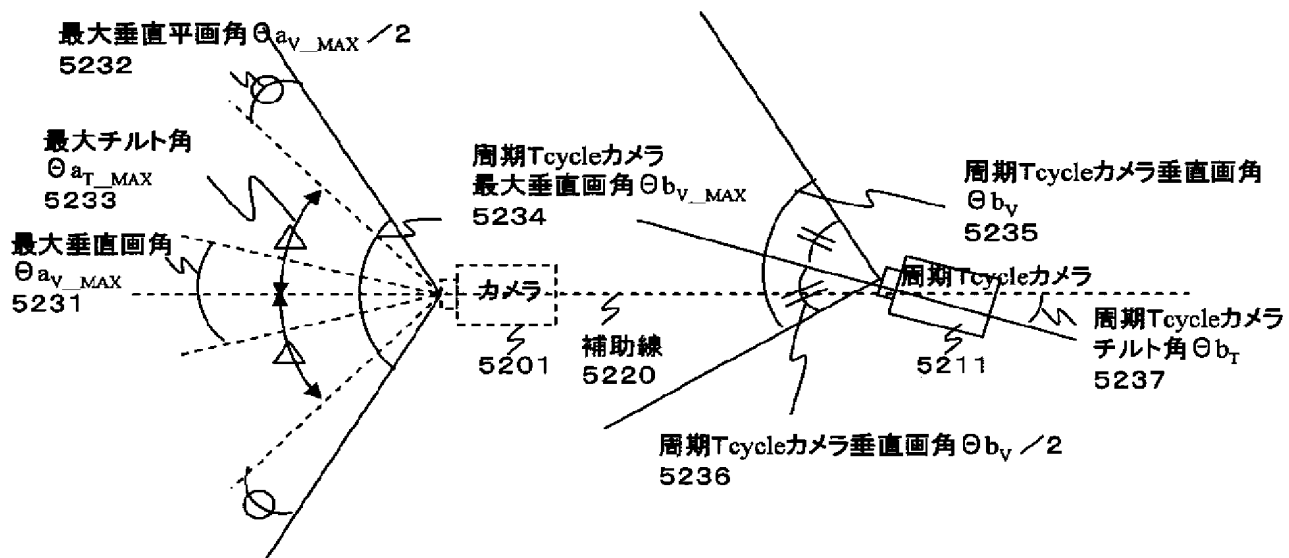 最大垂直平画角Θa_V_MAX／2
5232
最大チルト角
Θa_T_MAX
5233
最大垂直画角
Θa_V_MAX
5231
周期Tcycleカメラ
最大垂直画角Θb_V_MAX
5234
カメラ
5201
補助線
5220
周期Tcycleカメラ垂直画角
Θb_V
5235
周期Tcycleカメラ
5211
周期Tcycleカメラ
チルト角Θb_T
5237
周期Tcycleカメラ垂直画角Θb_V／2
5236